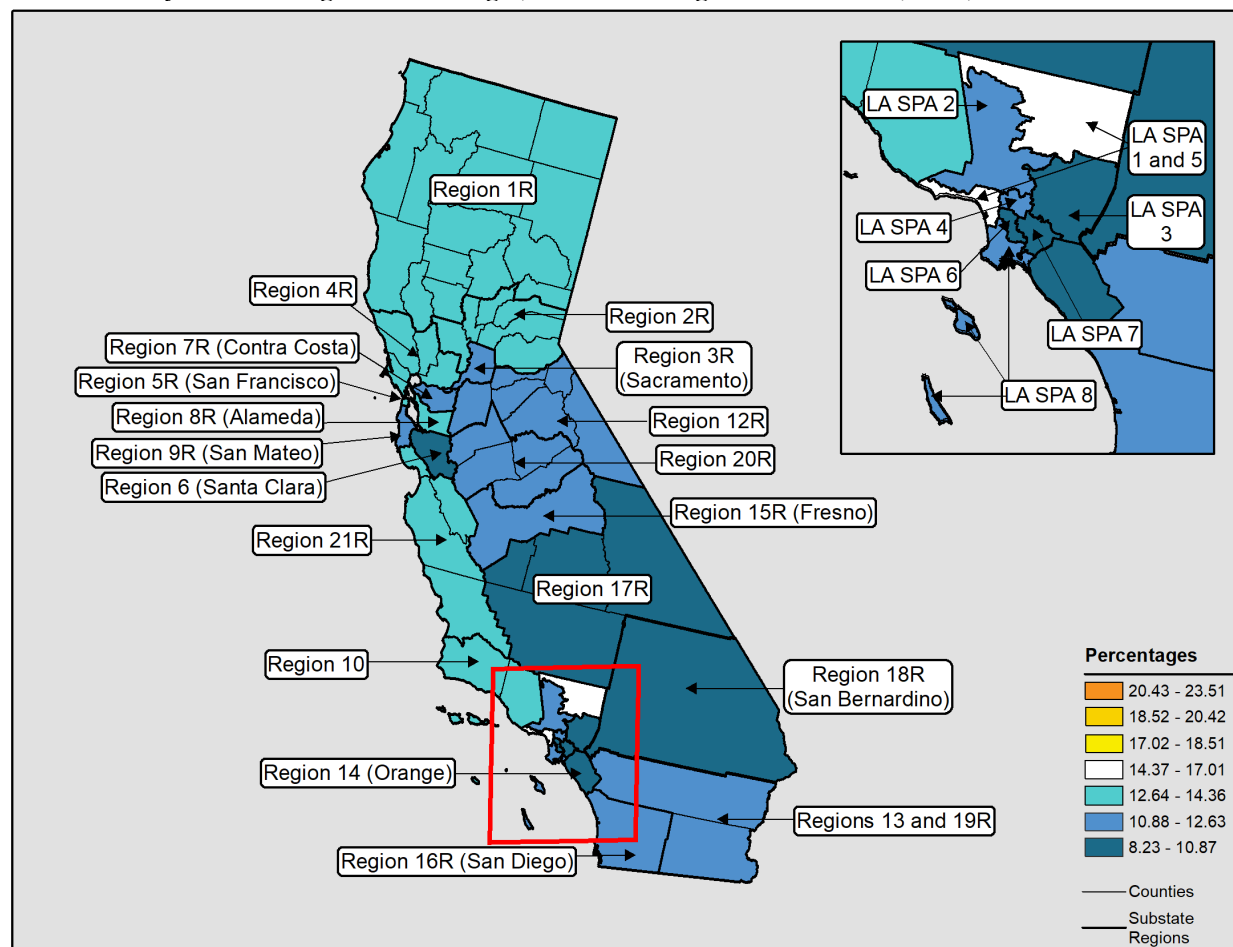 LA SPA 2
LA SPA
1 and 5
LA SPA 4
LA SPA
3
LA SPA 6
LA SPA 7
LA SPA 8
Region 1R
Region 4R
Region 2R
Region 7R (Contra Costa)
Region 3R
(Sacramento)
Region 5R (San Francisco)
Region 8R (Alameda)
Region 12R
Region 9R (San Mateo)
Region 20R
Region 6 (Santa Clara)
Region 15R (Fresno)
Region 21R
Region 17R
Region 10
Region 18R
(San Bernardino)
Region 14 (Orange)
Regions 13 and 19R
Region 16R (San Diego)
Percentages
20.43 - 23.51
18.52 - 20.42
17.02 - 18.51
14.37 - 17.01
12.64 - 14.36
10.88 - 12.63
8.23 - 10.87
Counties
Substate
Regions